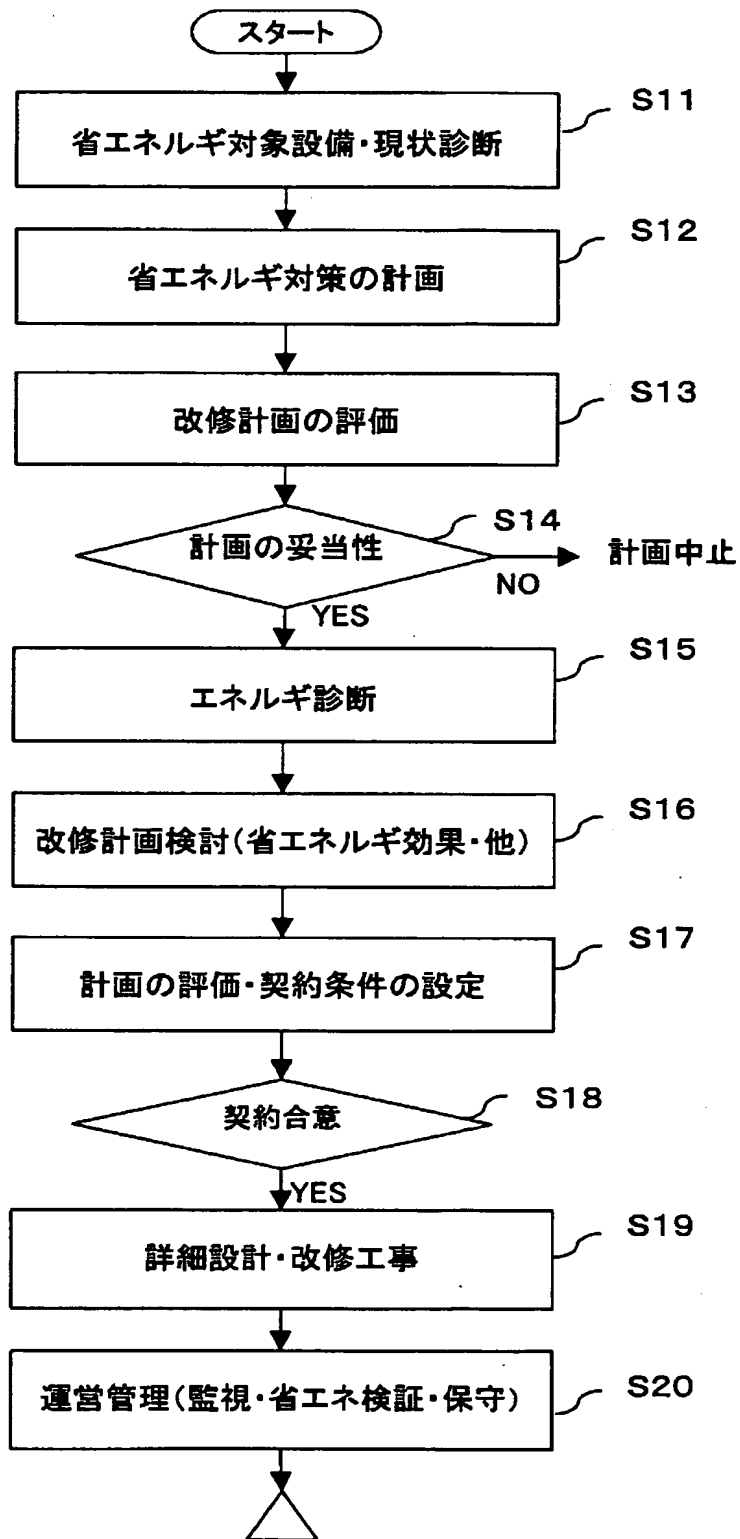 スタート
S11
省エネルギ対象設備・現状診断
S12
省エネルギ対策の計画
S13
改修計画の評価
S14
計画の妥当性
計画中止
NO
YES
S15
エネルギ診断
S16
改修計画検討(省エネルギ効果・他)
S17
計画の評価・契約条件の設定
S18
契約合意
YES
S19
詳細設計・改修工事
S20
運営管理(監視・省エネ検証・保守)